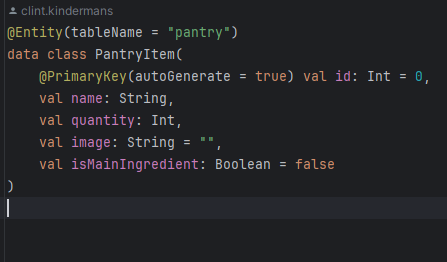 clint.kindermans
@Entity(tableName = "pantry")
data class PantryItem(
    @PrimaryKey(autoGenerate = true) val id: Int = 0,
    val name: String,
    val quantity: Int,
    val image: String = "",
    val isMainIngredient: Boolean = false
)